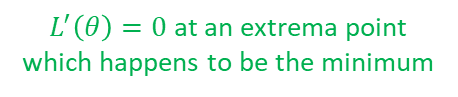 L′(θ) = 0 at an extrema point
which happens to be the minimum